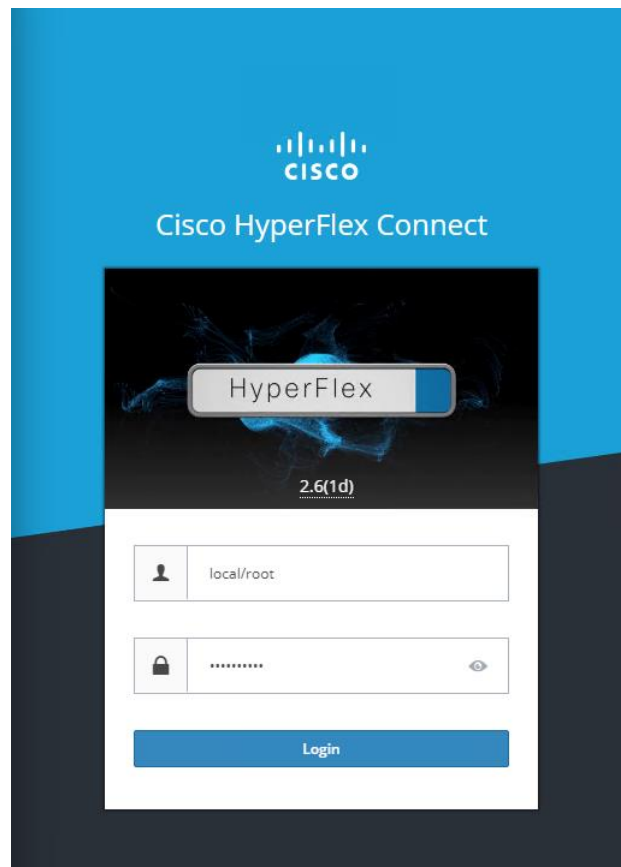 CISCO
Cisco HyperFlex Connect
HyperFlex
2.6(1d)
local/root
··········
Login